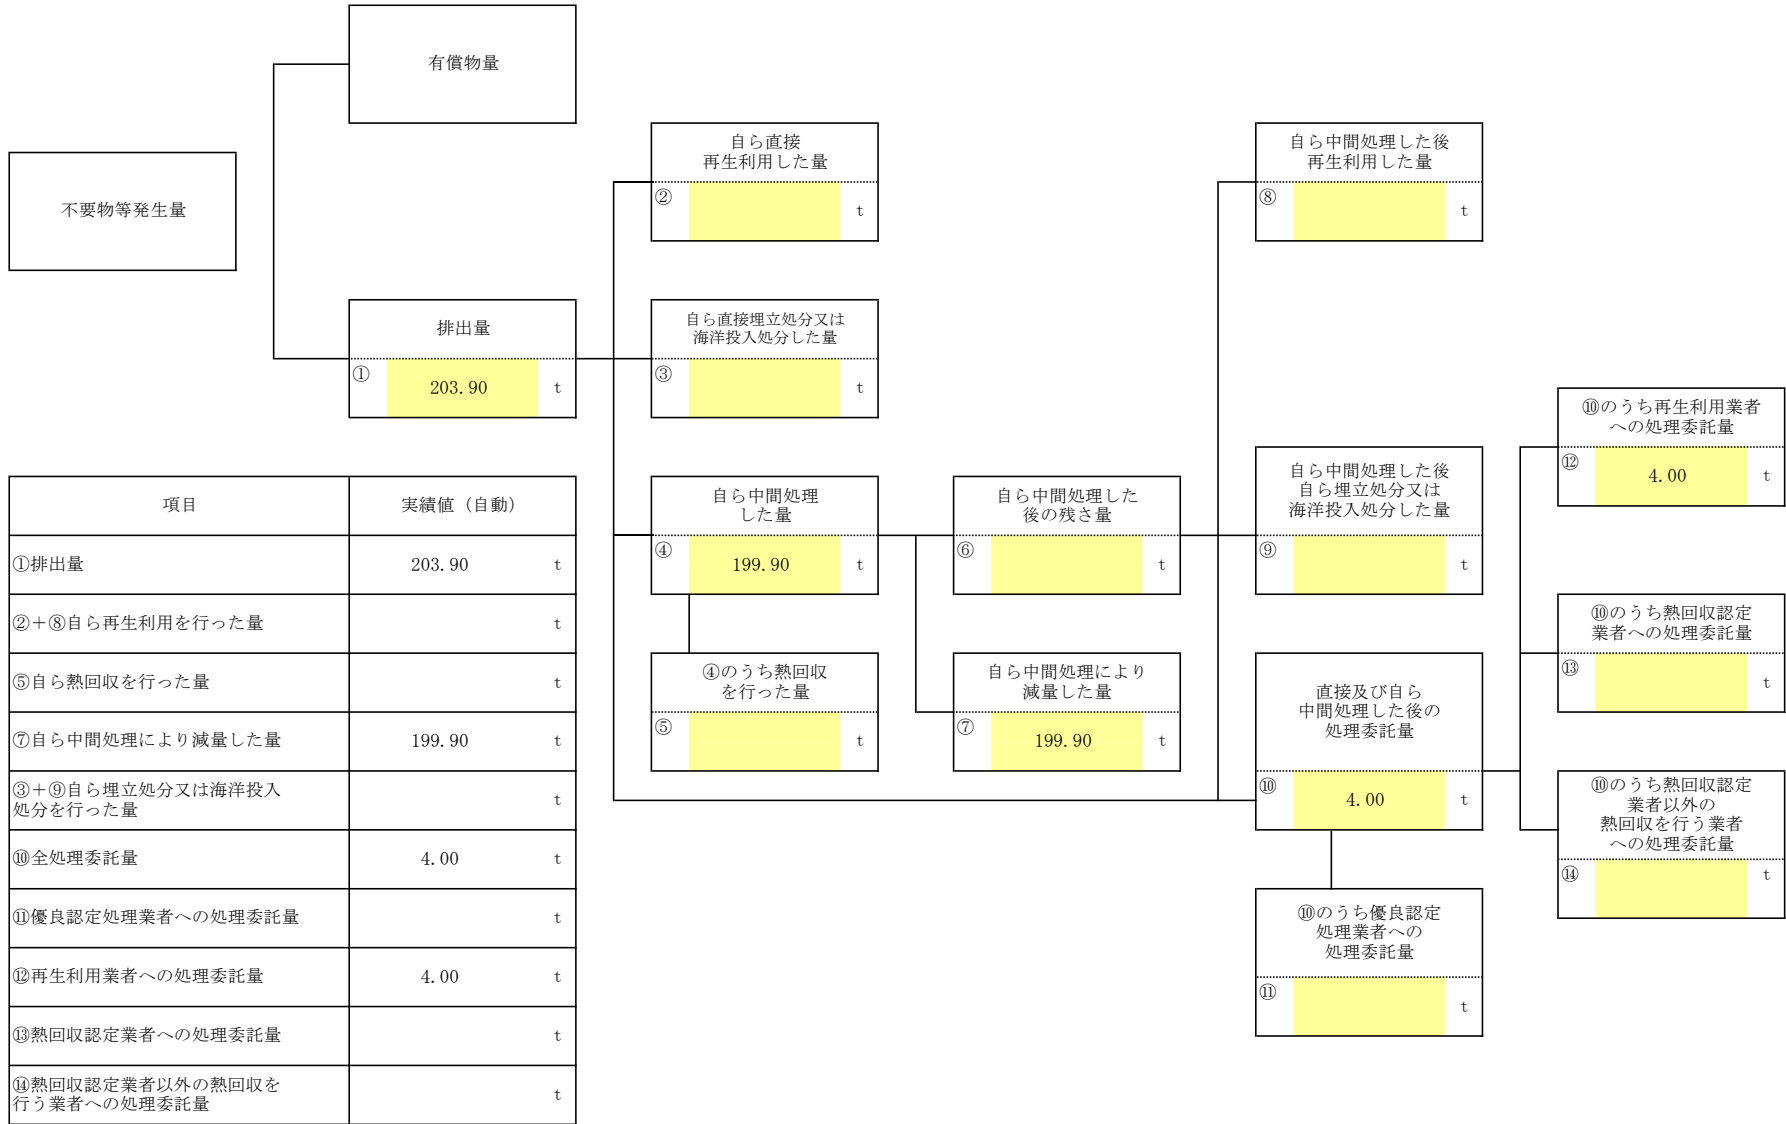 有償物量
不要物等発生量
排出量
①
203.90
t
自ら直接
再生利用した量
②
t
自ら直接埋立処分又は
海洋投入処分した量
③
t
自ら中間処理
した量
④
199.90
t
④のうち熱回収
を行った量
⑤
t
自ら中間処理した
後の残さ量
⑥
t
自ら中間処理により
減量した量
⑦
199.90
t
自ら中間処理した後
再生利用した量
⑧
t
自ら中間処理した後
自ら埋立処分又は
海洋投入処分した量
⑨
t
直接及び自ら
中間処理した後の
処理委託量
⑩
4.00
t
⑩のうち優良認定
処理業者への
処理委託量
⑪
t
⑩のうち再生利用業者
への処理委託量
⑫
4.00
t
⑩のうち熱回収認定
業者への処理委託量
⑬
t
⑩のうち熱回収認定
業者以外の
熱回収を行う業者
への処理委託量
⑭
t
項目 実績値（自動）
①排出量 203.90 t
②＋⑧自ら再生利用を行った量 t
⑤自ら熱回収を行った量 t
⑦自ら中間処理により減量した量 199.90 t
③＋⑨自ら埋立処分又は海洋投入
処分を行った量 t
⑩全処理委託量 4.00 t
⑪優良認定処理業者への処理委託量 t
⑫再生利用業者への処理委託量 4.00 t
⑬熱回収認定業者への処理委託量 t
⑭熱回収認定業者以外の熱回収を
行う業者への処理委託量 t